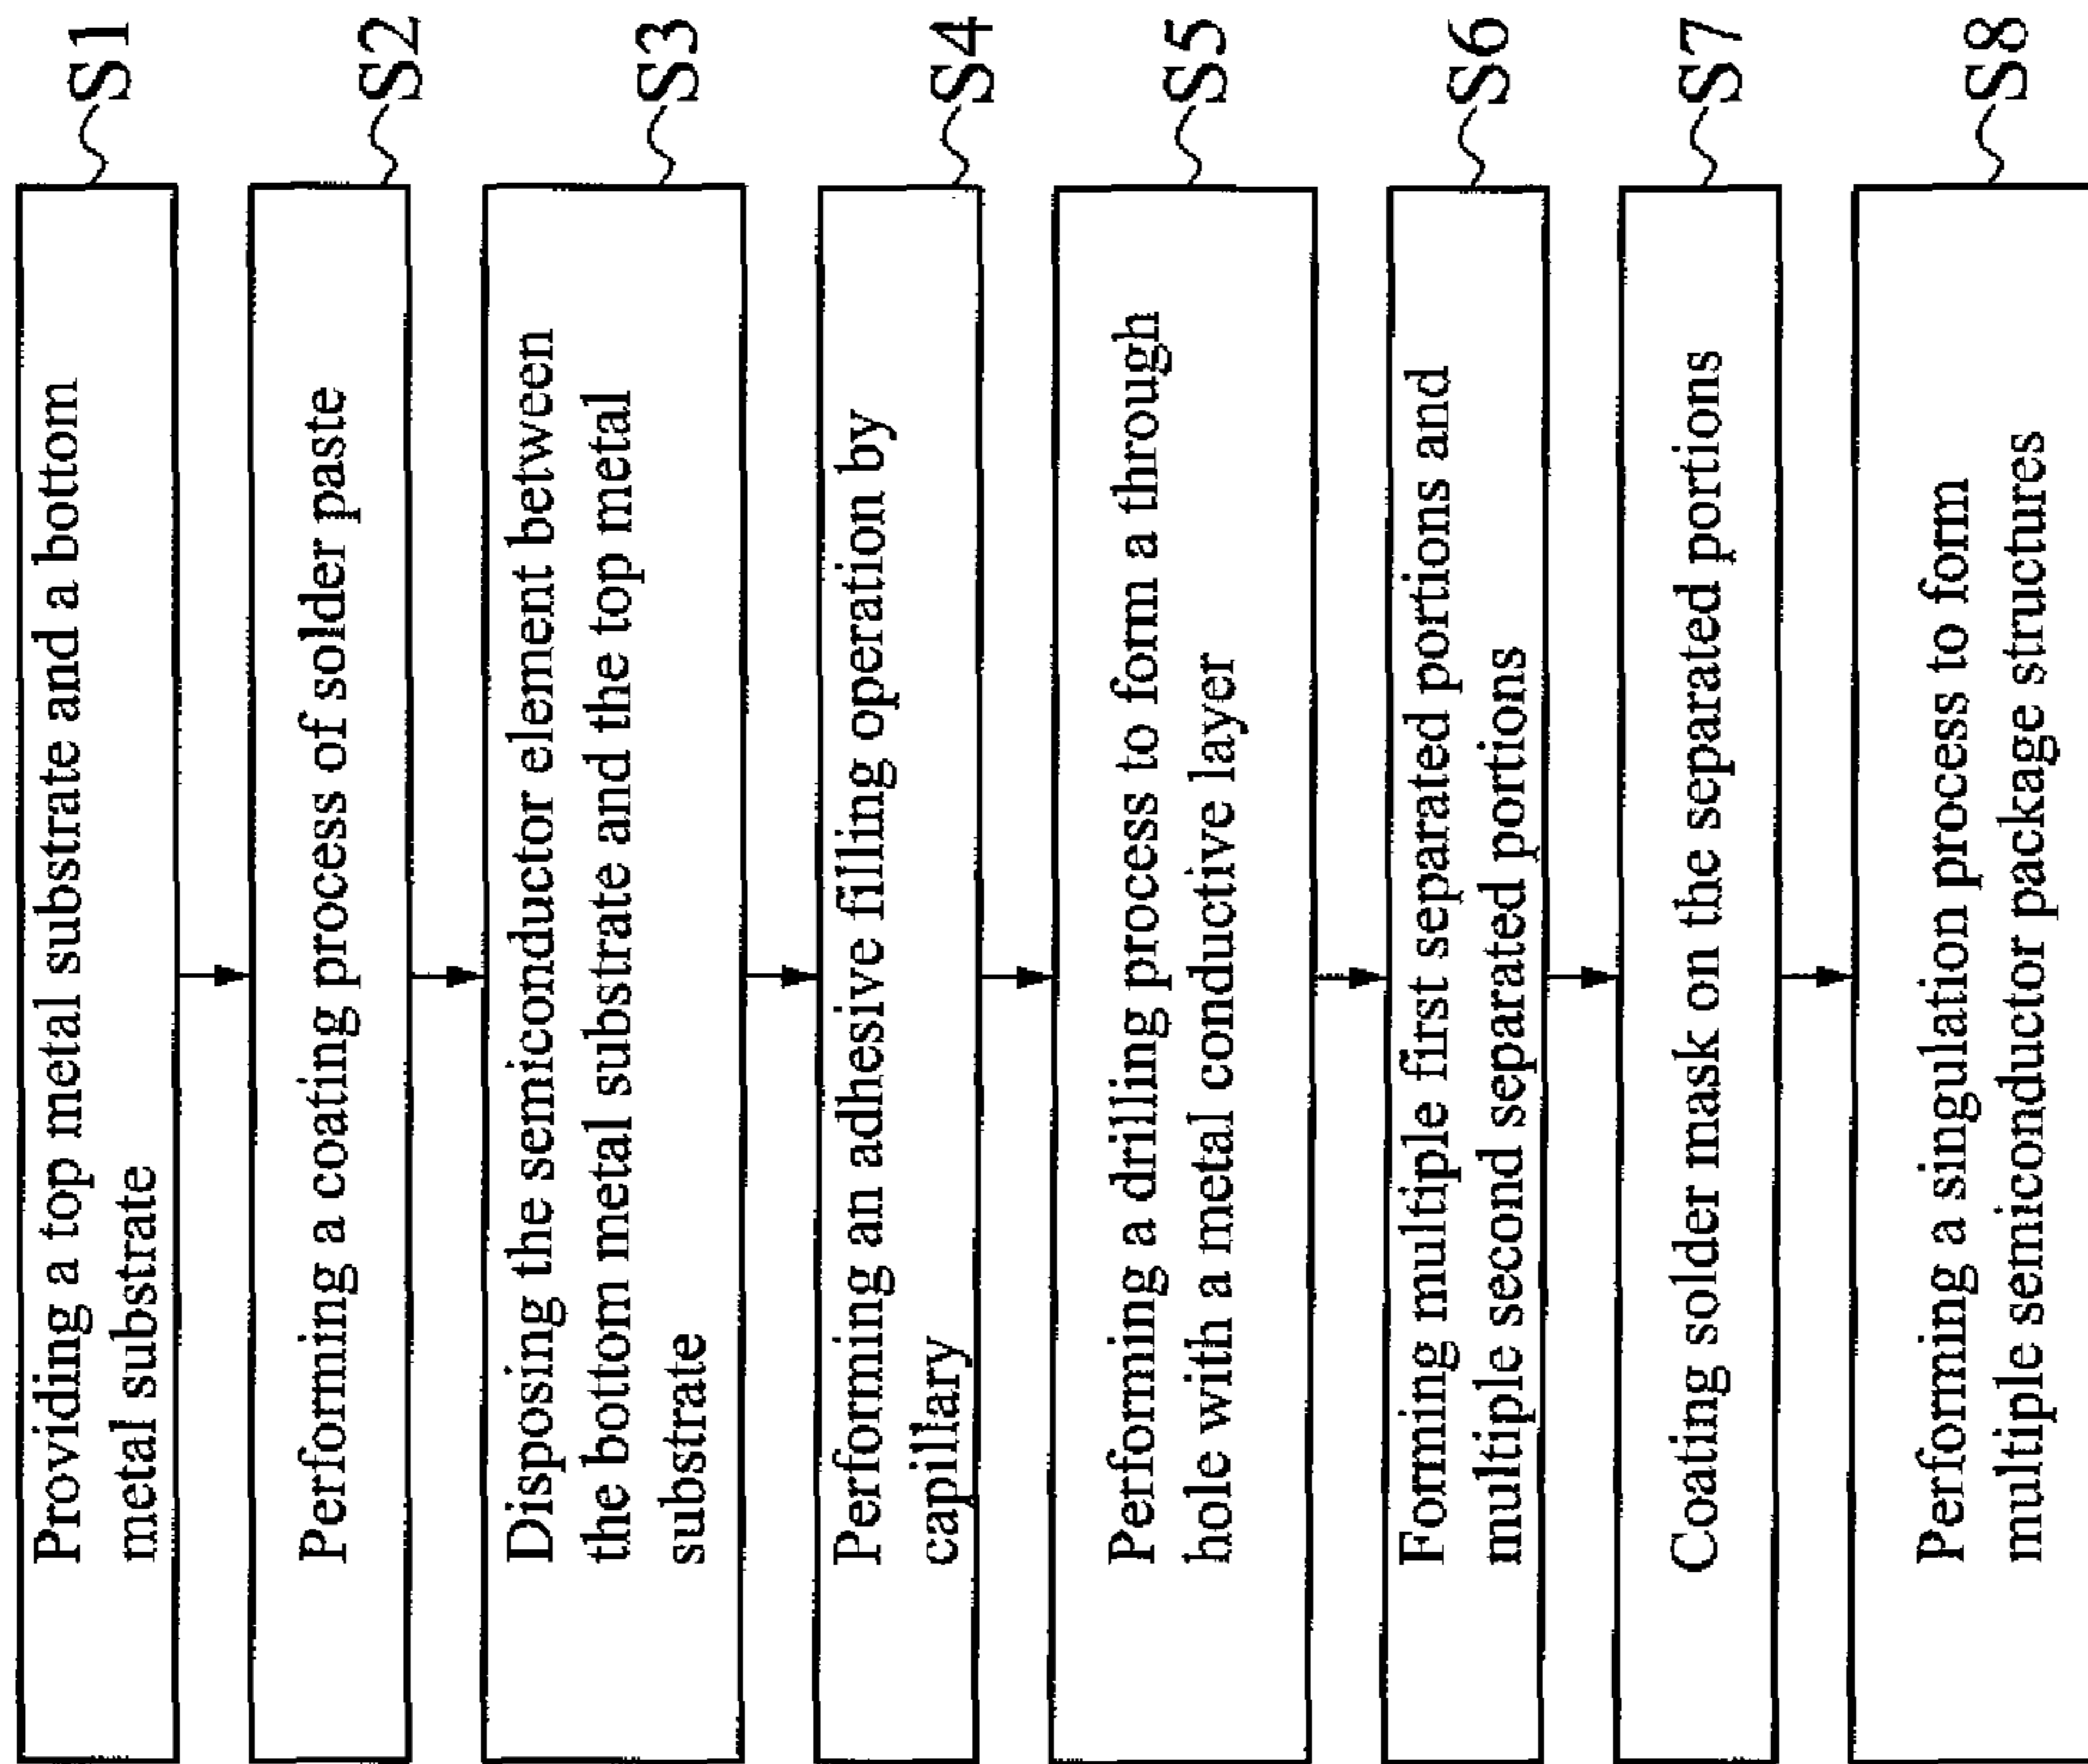 Providing a top metal substrate and a bottom
metal substrate
S1
Performing a coating process of solder paste
S2
Disposing the semiconductor element between
the bottom metal substrate and the top metal
substrate
S3
Performing an adhesive filling operation by
capillary
S4
Performing a drilling process to form a through
hole with a metal conductive layer
S5
Forming multiple first separated portions and
multiple second separated portions
S6
Coating solder mask on the separated portions
S7
Performing a singulation process to form
multiple semiconductor package structures
S8